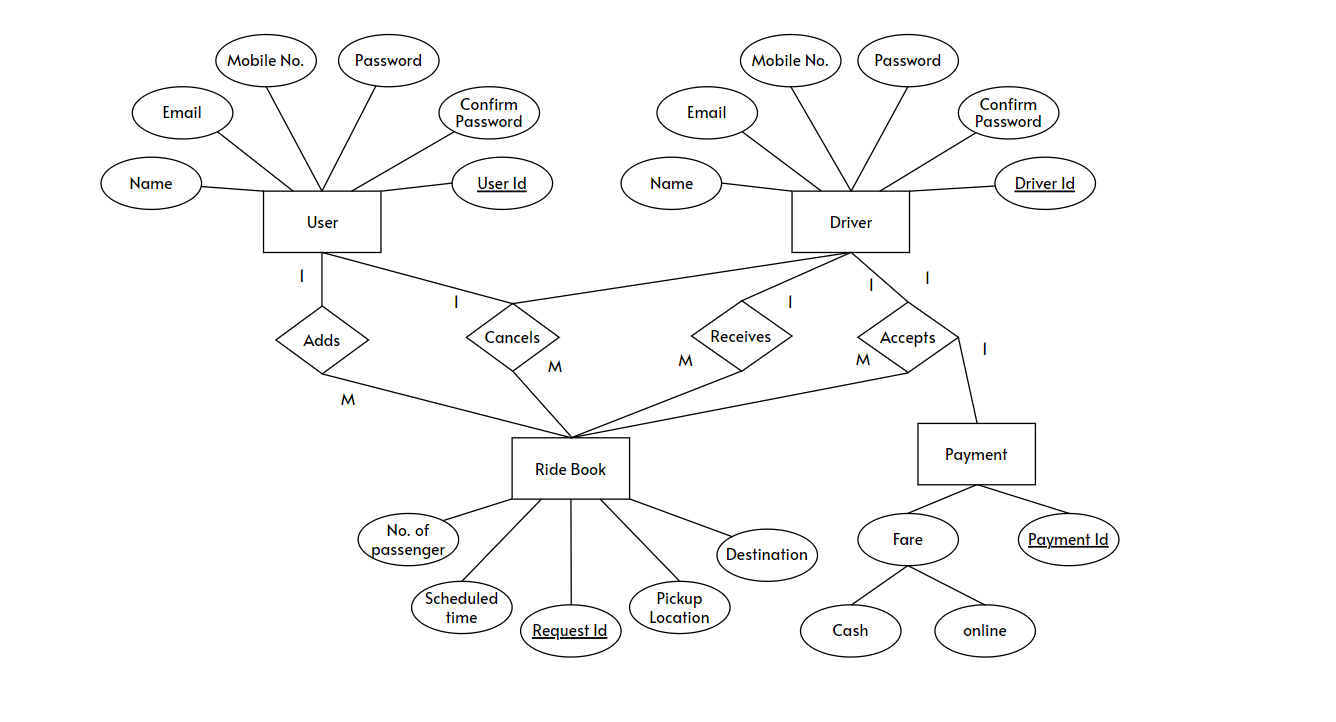 Mobile No.
Password
Mobile No.
Password
Email
Confirm
Password
Email
Confirm
Password
Name
User Id
Name
Driver Id
User
Driver
I
I
I
I
I
Adds
Cancels
Receives
Accepts
I
M
M
M
M
Ride Book
Payment
No. of
passenger
Destination
Fare
Payment Id
Scheduled
time
Request Id
Pickup
Location
Cash
online